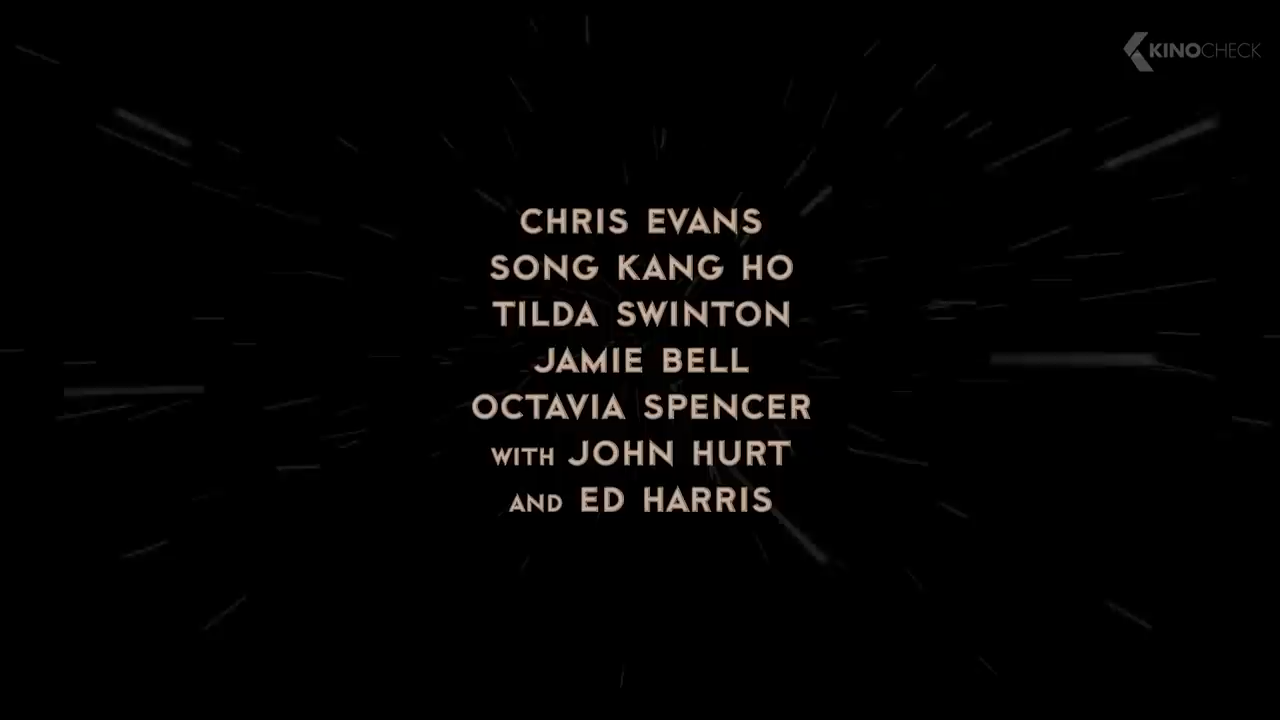 KINOCHECK
CHRIS EVANS
SONG KANG HO
TILDA SWINTON
JAMIE BELL
OCTAVIA SPENCER
WITH JOHN HURT
AND ED HARRIS